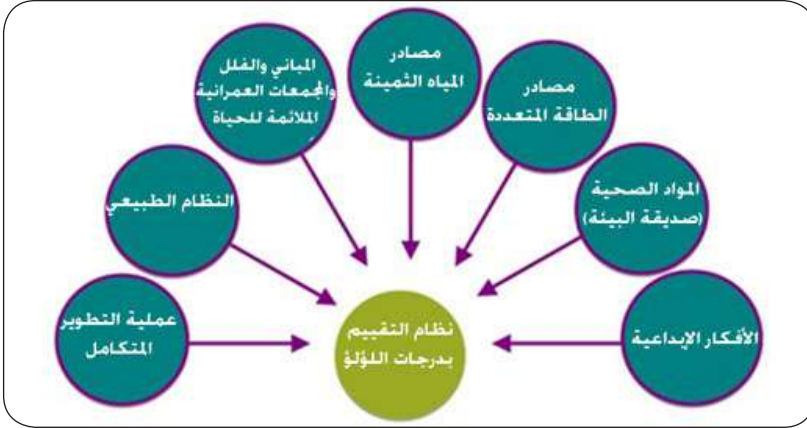 مصادر
المياه الثمينة
المباني والفلل
والمجمعات العمرانية
الملائمة للحياة
مصادر
الطاقة المتعددة
النظام الطبيعي
المواد الصحية
(صديقة البيئة)
عملية التطوير
المتكامل
نظام التقييم
بدرجات اللؤلؤ
الأفكار الإبداعية